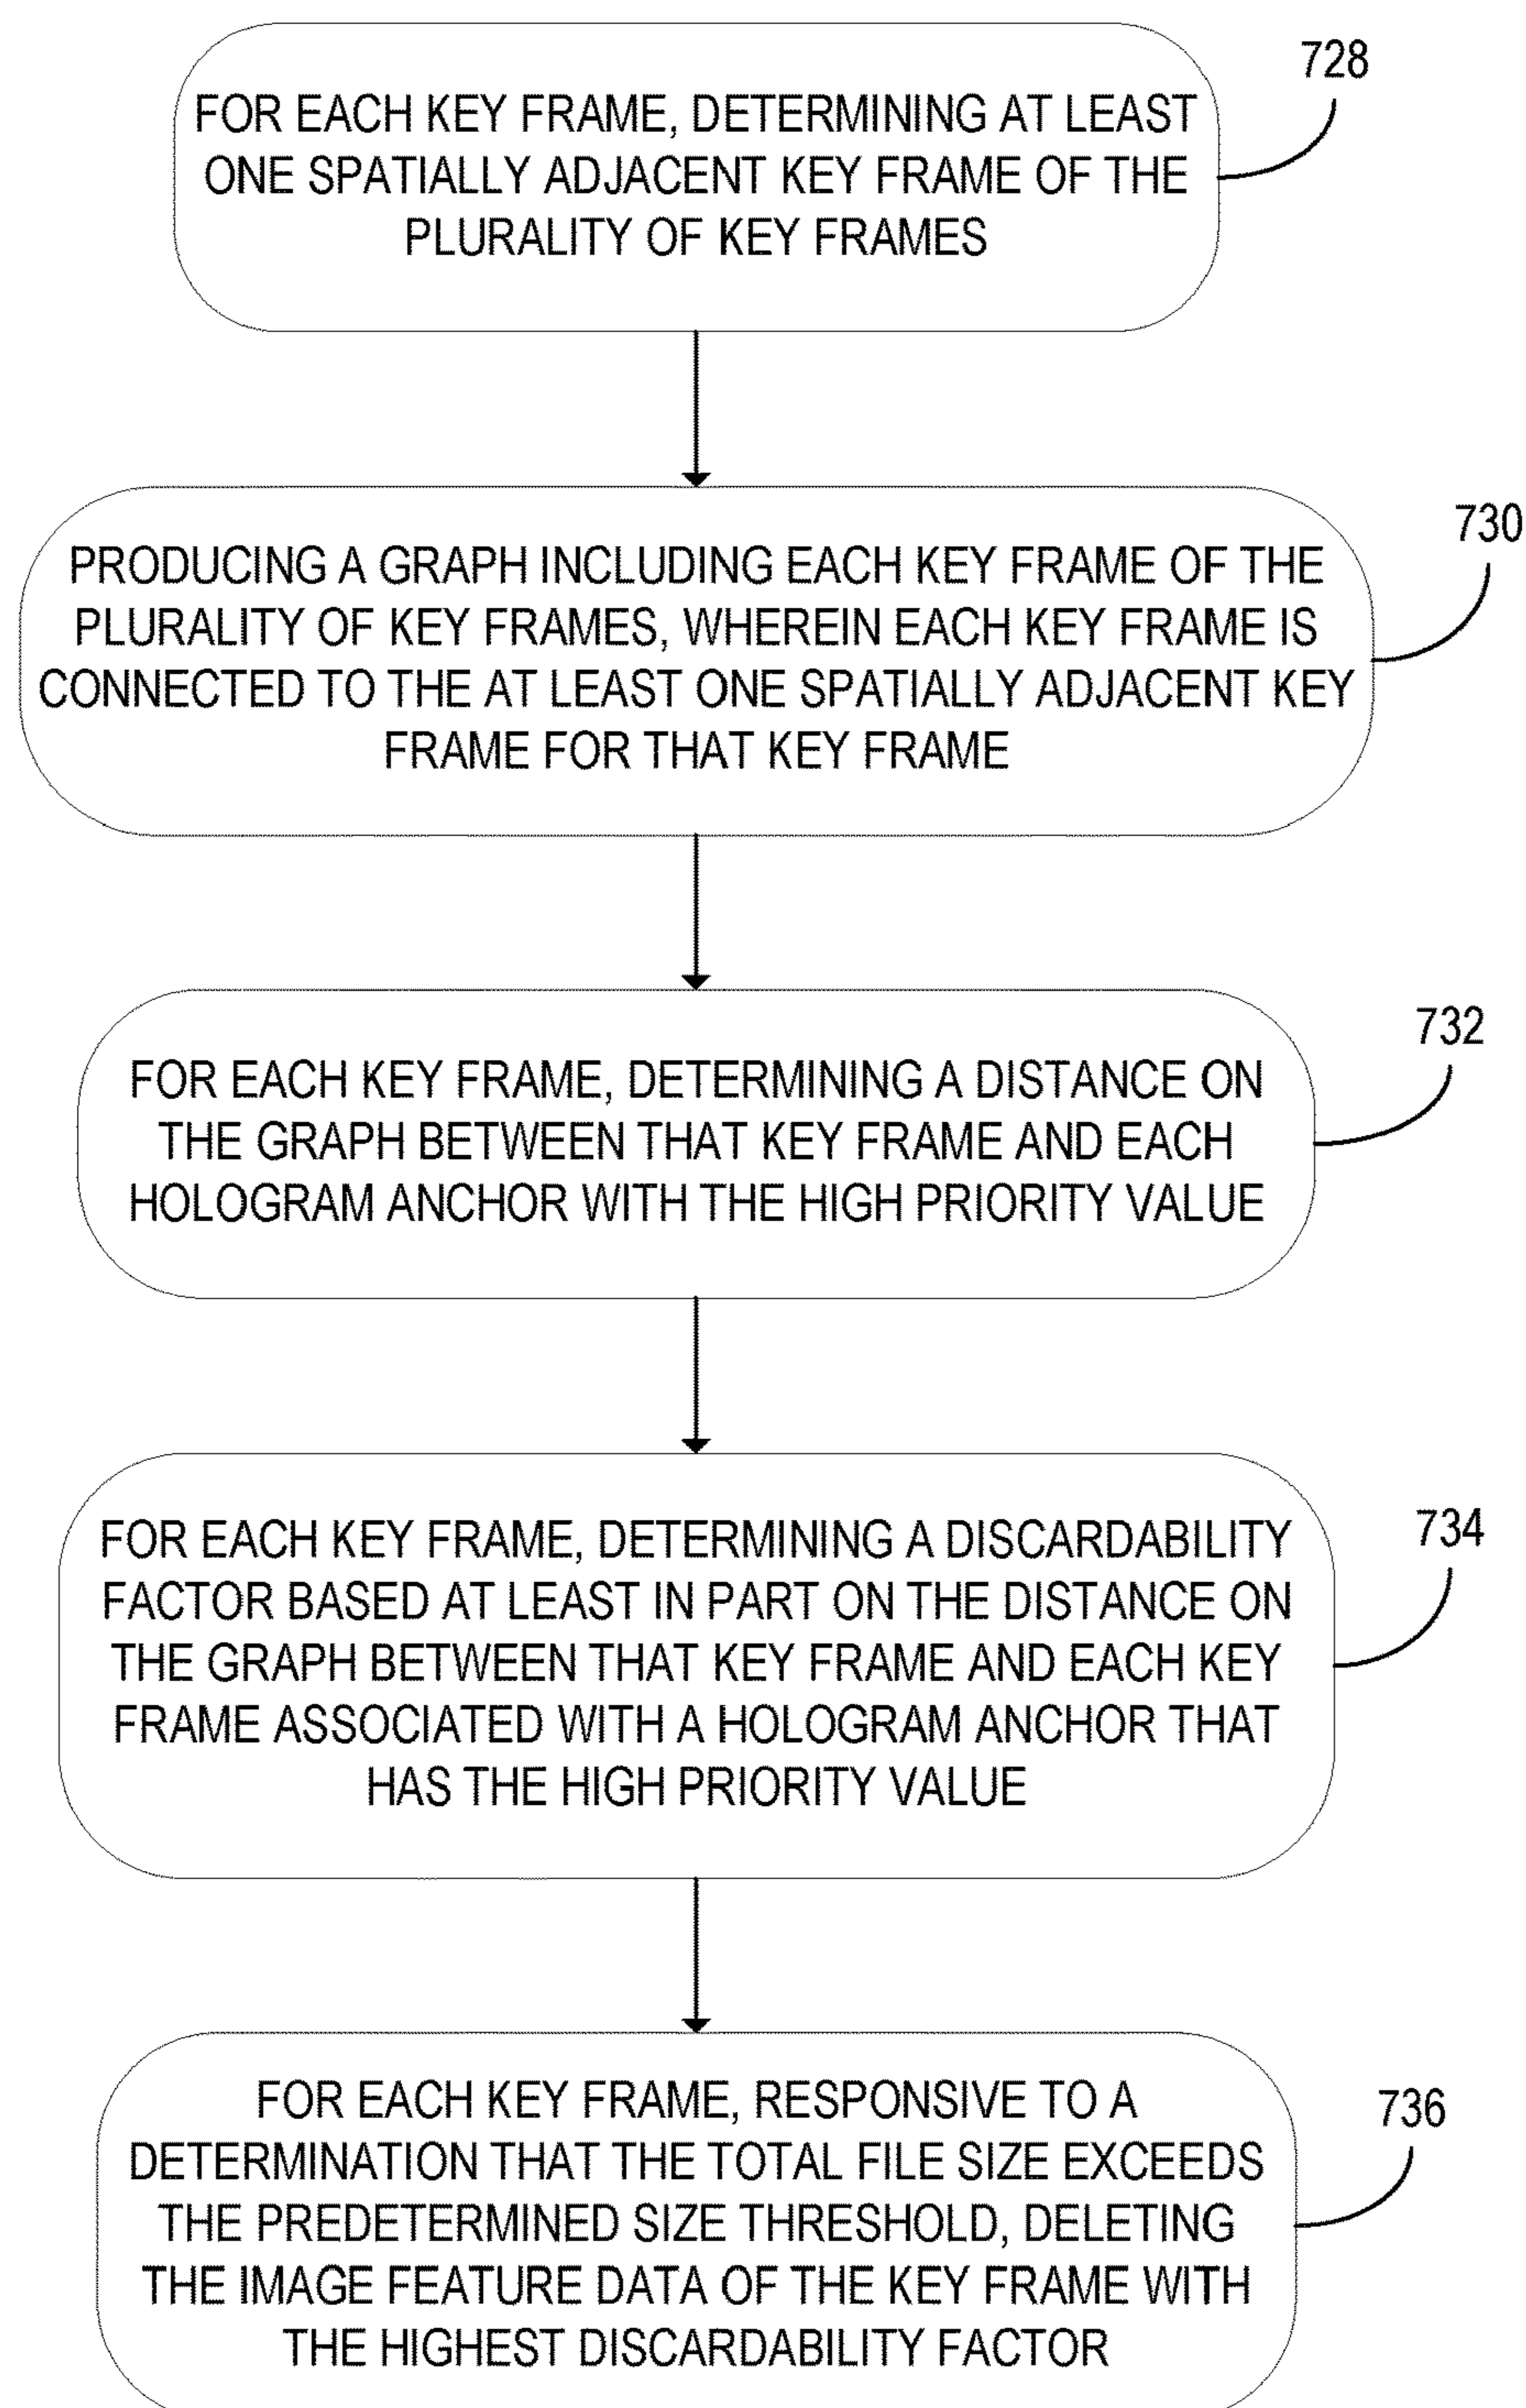 728
FOR EACH KEY FRAME, DETERMINING AT LEAST
ONE SPATIALLY ADJACENT KEY FRAME OF THE
PLURALITY OF KEY FRAMES
730
PRODUCING A GRAPH INCLUDING EACH KEY FRAME OF THE
PLURALITY OF KEY FRAMES, WHEREIN EACH KEY FRAME IS
CONNECTED TO THE AT LEAST ONE SPATIALLY ADJACENT KEY
FRAME FOR THAT KEY FRAME
732
FOR EACH KEY FRAME, DETERMINING A DISTANCE ON
THE GRAPH BETWEEN THAT KEY FRAME AND EACH
HOLOGRAM ANCHOR WITH THE HIGH PRIORITY VALUE
734
FOR EACH KEY FRAME, DETERMINING A DISCARDABILITY
FACTOR BASED AT LEAST IN PART ON THE DISTANCE ON
THE GRAPH BETWEEN THAT KEY FRAME AND EACH KEY
FRAME ASSOCIATED WITH A HOLOGRAM ANCHOR THAT
HAS THE HIGH PRIORITY VALUE
736
FOR EACH KEY FRAME, RESPONSIVE TO A
DETERMINATION THAT THE TOTAL FILE SIZE EXCEEDS
THE PREDETERMINED SIZE THRESHOLD, DELETING
THE IMAGE FEATURE DATA OF THE KEY FRAME WITH
THE HIGHEST DISCARDABILITY FACTOR